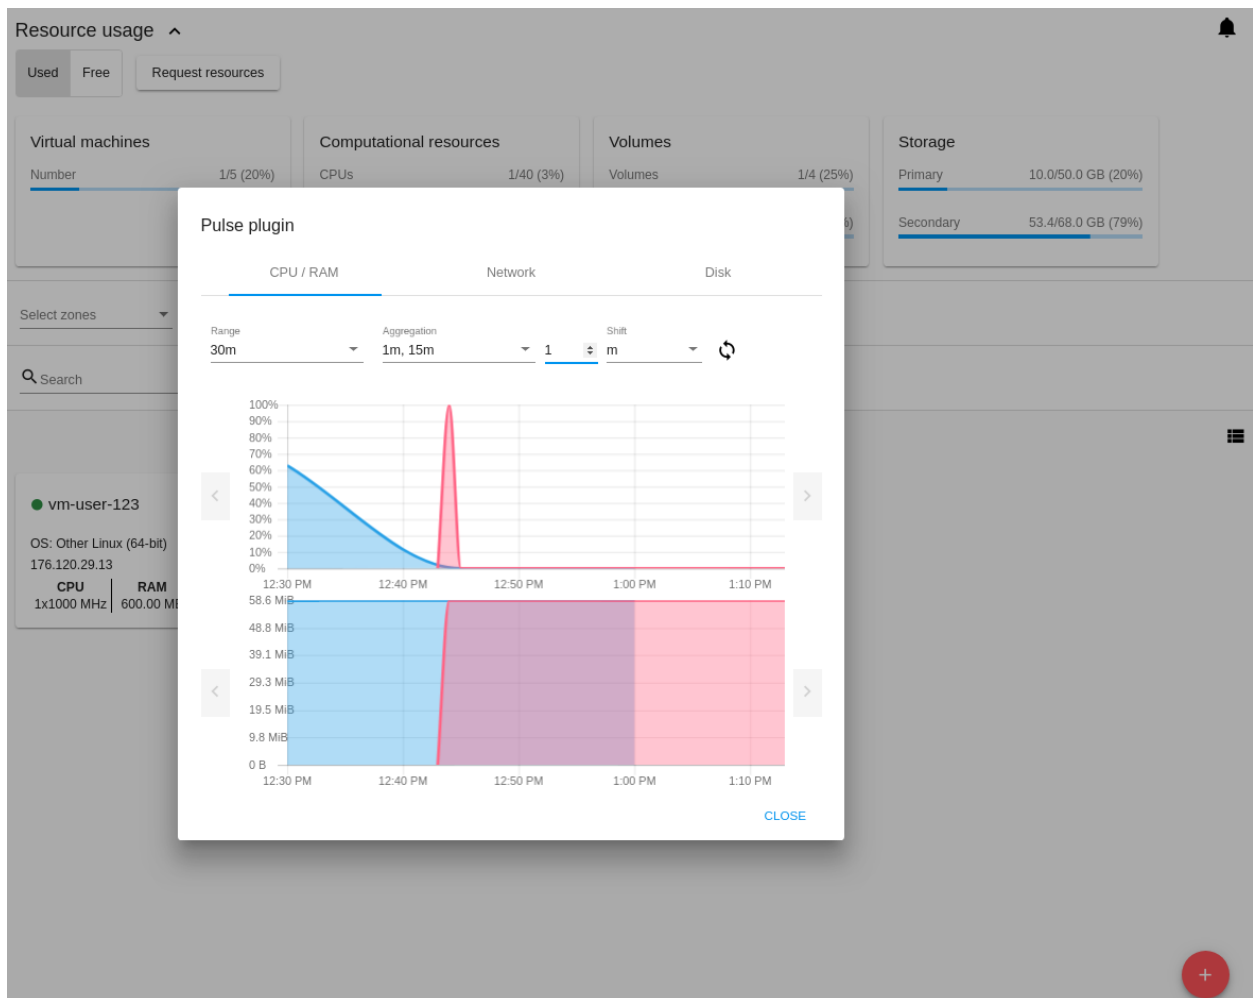 Resource usage
Used Free Request resources
Virtual machines Computational resources Volumes Storage
Number 1/5 (20%) CPUs 1/40 (3%) Volumes 1/4 (25%) Primary 10.0/50.0 GB (20%)
Pulse plugin
Secondary 53.4/68.0 GB (79%)
CPU / RAM Network Disk
Select zones
Range Aggregation Shift
30m 1m, 15m 1 m
Search
100%
90%
80%
70%
60%
50%
40%
30%
20%
10%
0%
12:30 PM 12:40 PM 12:50 PM 1:00 PM 1:10 PM
58.6 MiB
48.8 MiB
39.1 MiB
29.3 MiB
19.5 MiB
9.8 MiB
0 B
12:30 PM 12:40 PM 12:50 PM 1:00 PM 1:10 PM
CLOSE
vm-user-123
OS: Other Linux (64-bit)
176.120.29.13
CPU RAM
1x1000 MHz 600.00